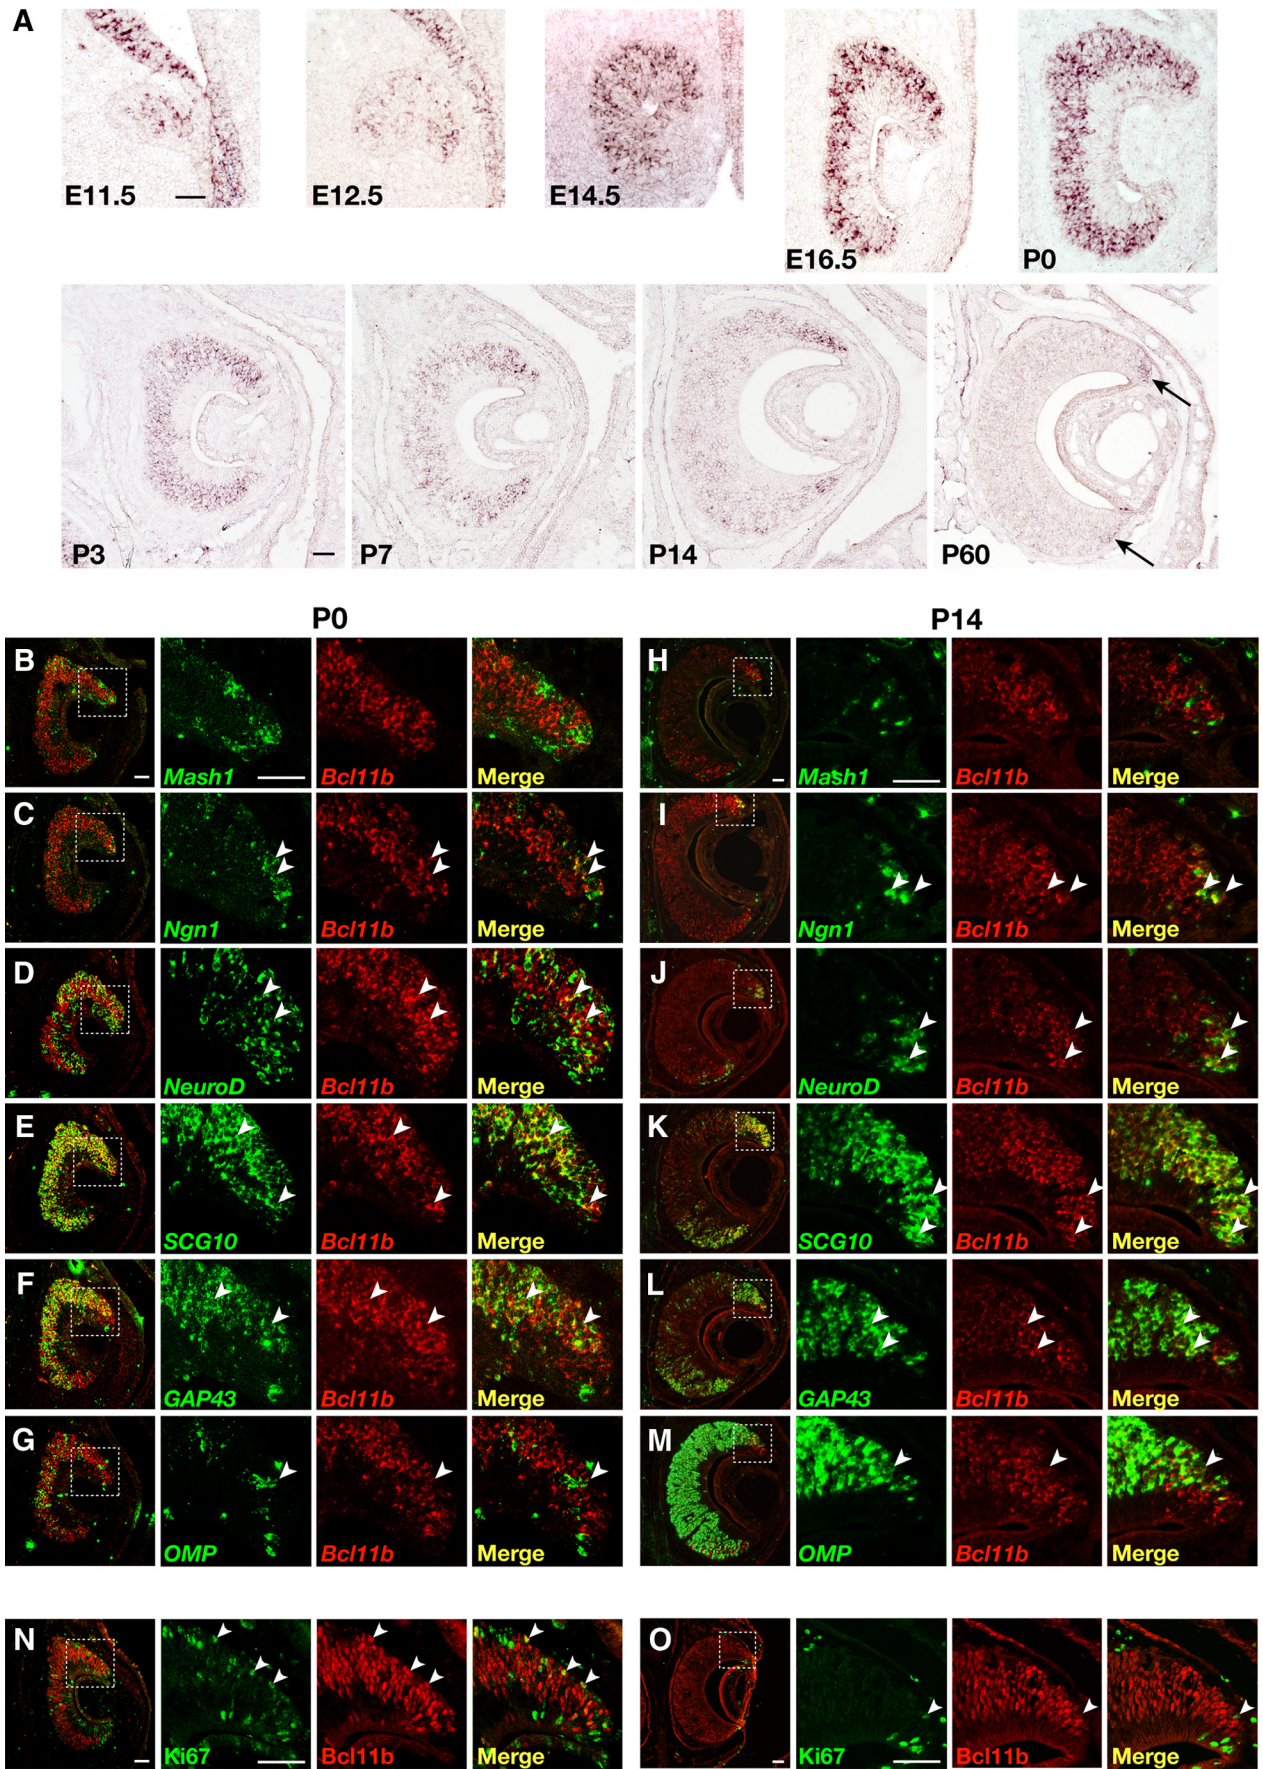 A
E11.5 E12.5 E14.5 E16.5 P0
P3 P7 P14 P60
P0 P14
B Mash1 Bcl11b Merge H Mash1 Bcl11b Merge
C Ngn1 Bcl11b Merge I Ngn1 Bcl11b Merge
D NeuroD Bcl11b Merge J NeuroD Bcl11b Merge
E SCG10 Bcl11b Merge K SCG10 Bcl11b Merge
F GAP43 Bcl11b Merge L GAP43 Bcl11b Merge
G OMP Bcl11b Merge M OMP Bcl11b Merge
N Ki67 Bcl11b Merge O Ki67 Bcl11b Merge